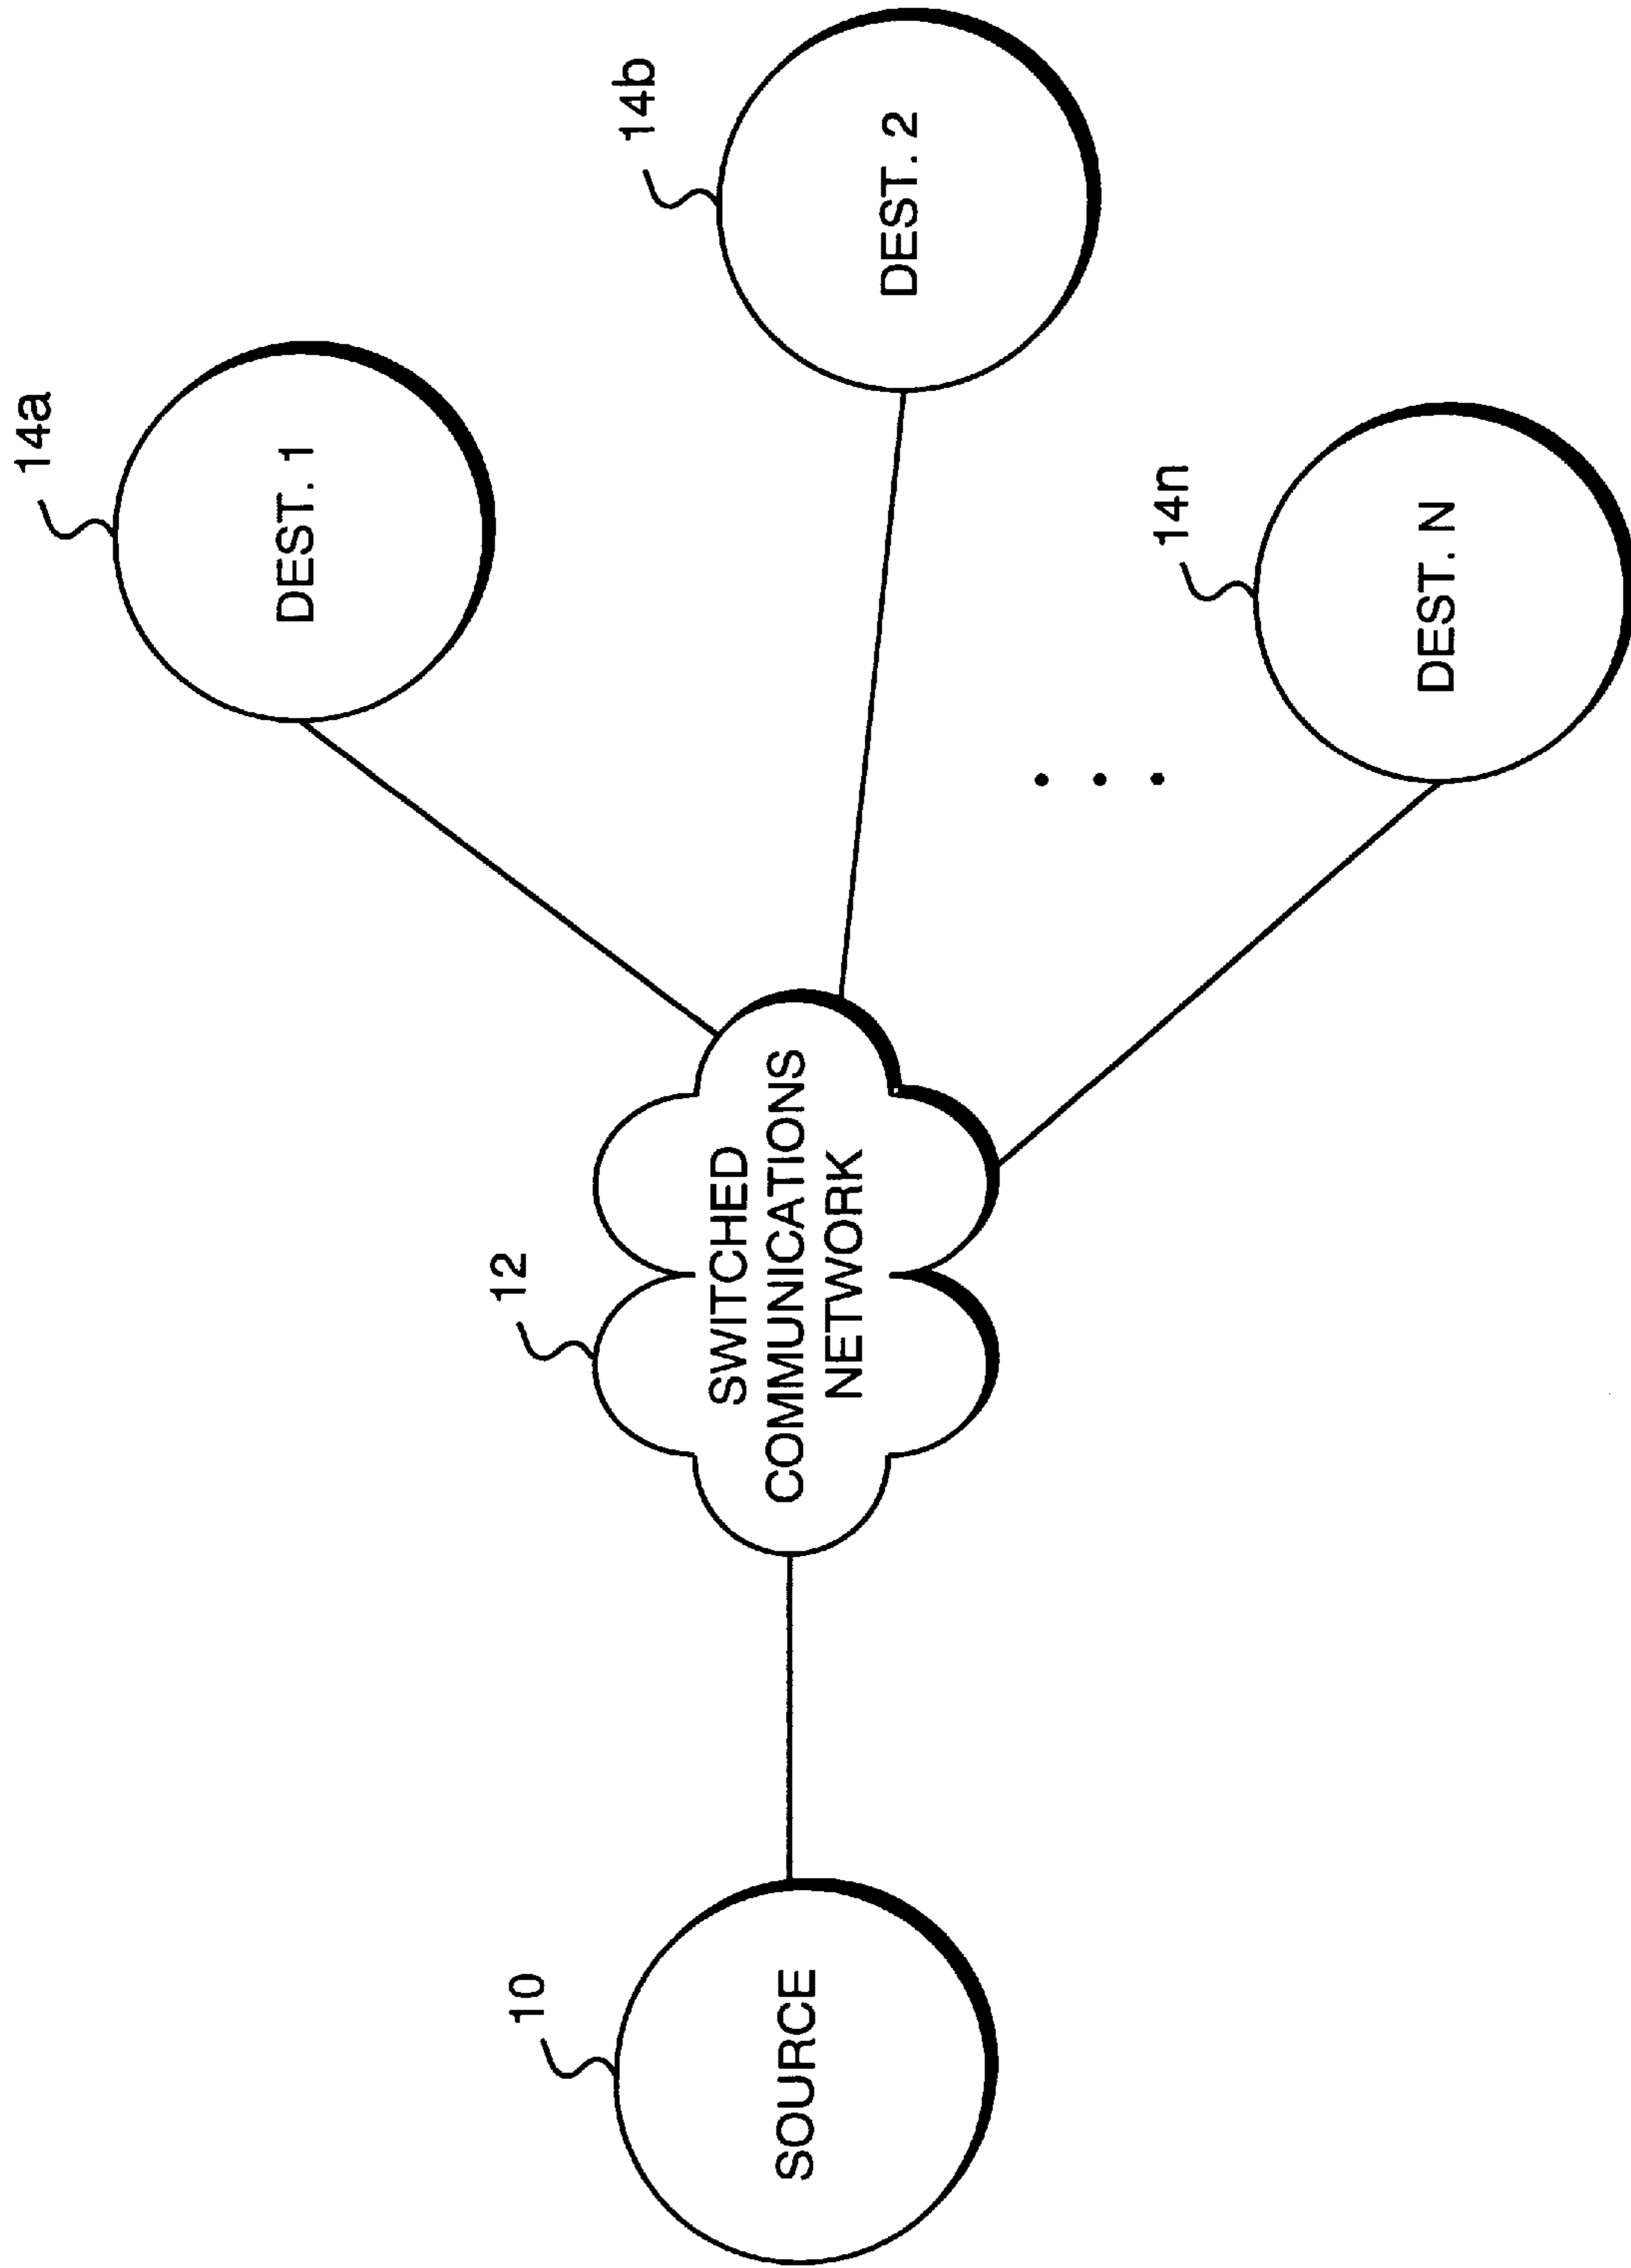 14a
DEST. 1
14b
DEST. 2
12
SWITCHED
COMMUNICATIONS
NETWORK
10
SOURCE
14n
DEST. N